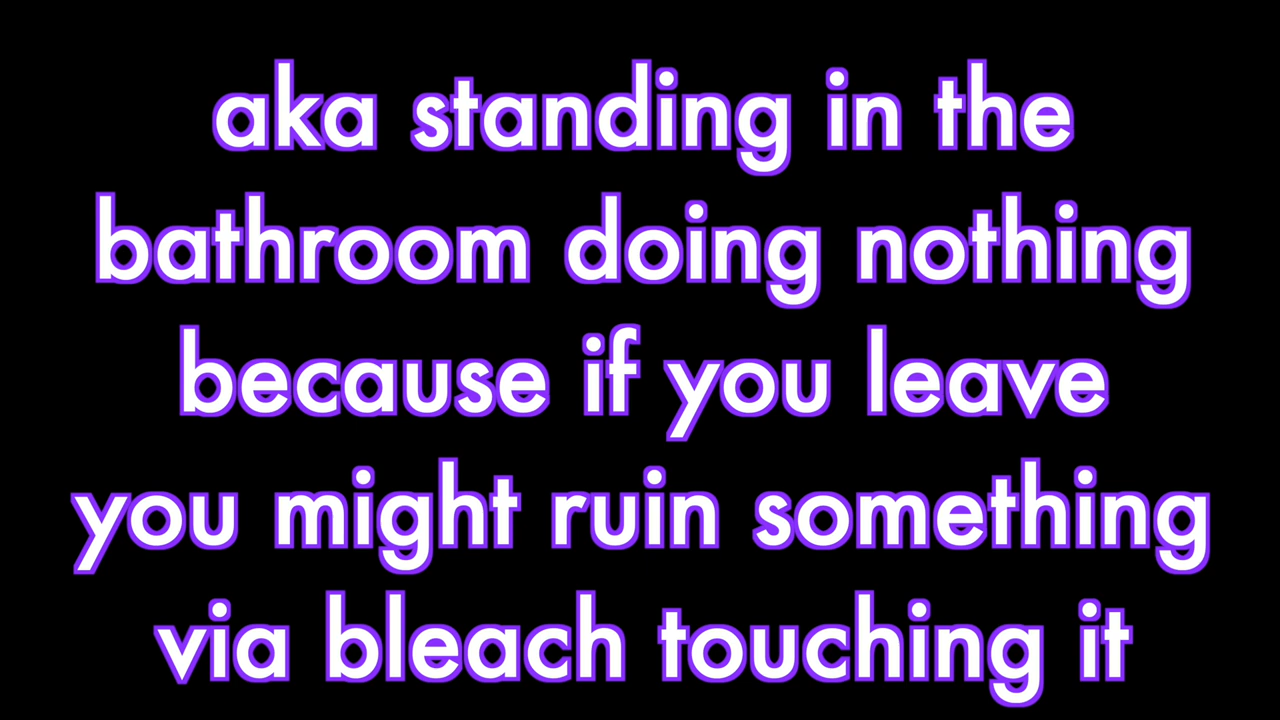 aka standing in the
bathroom doing nothing
because if you leave
you might ruin something
via bleach touching it